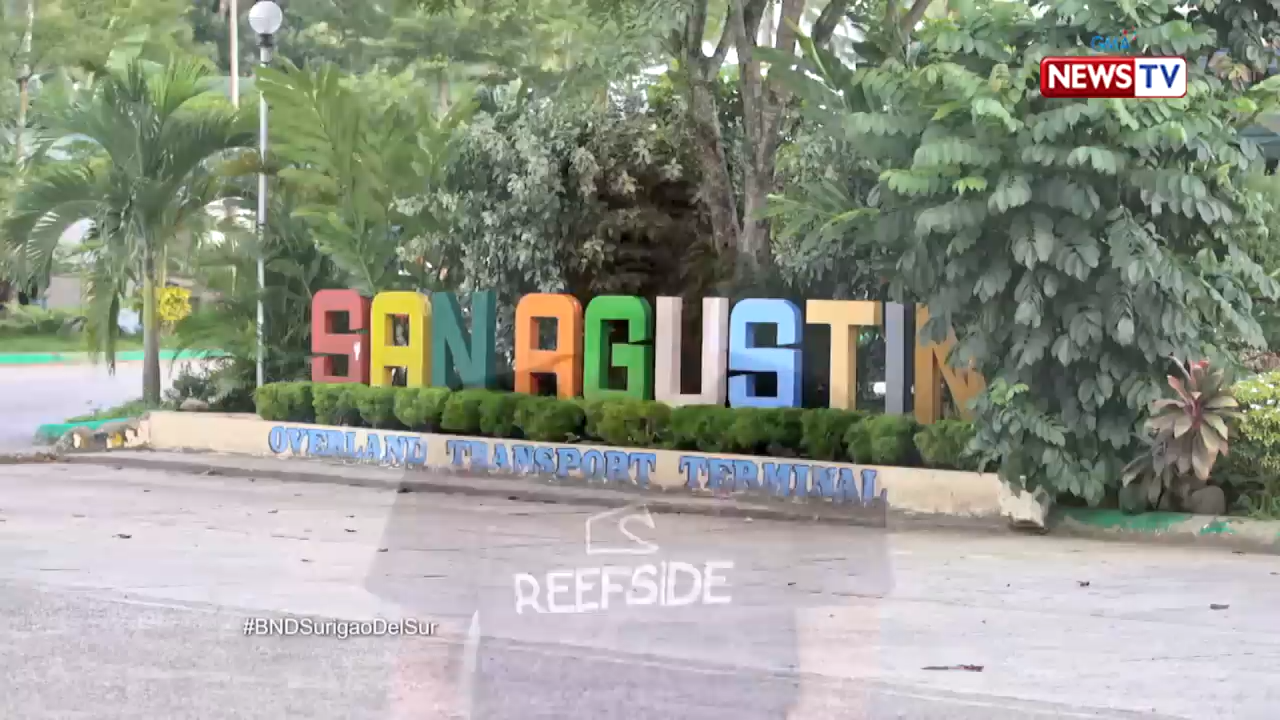 GMA
NEWS TV
SAN AGUSTIN
OVERLAND TRANSPORT TERMINAL
REEFSIDE
#BNDSurigaoDelSur